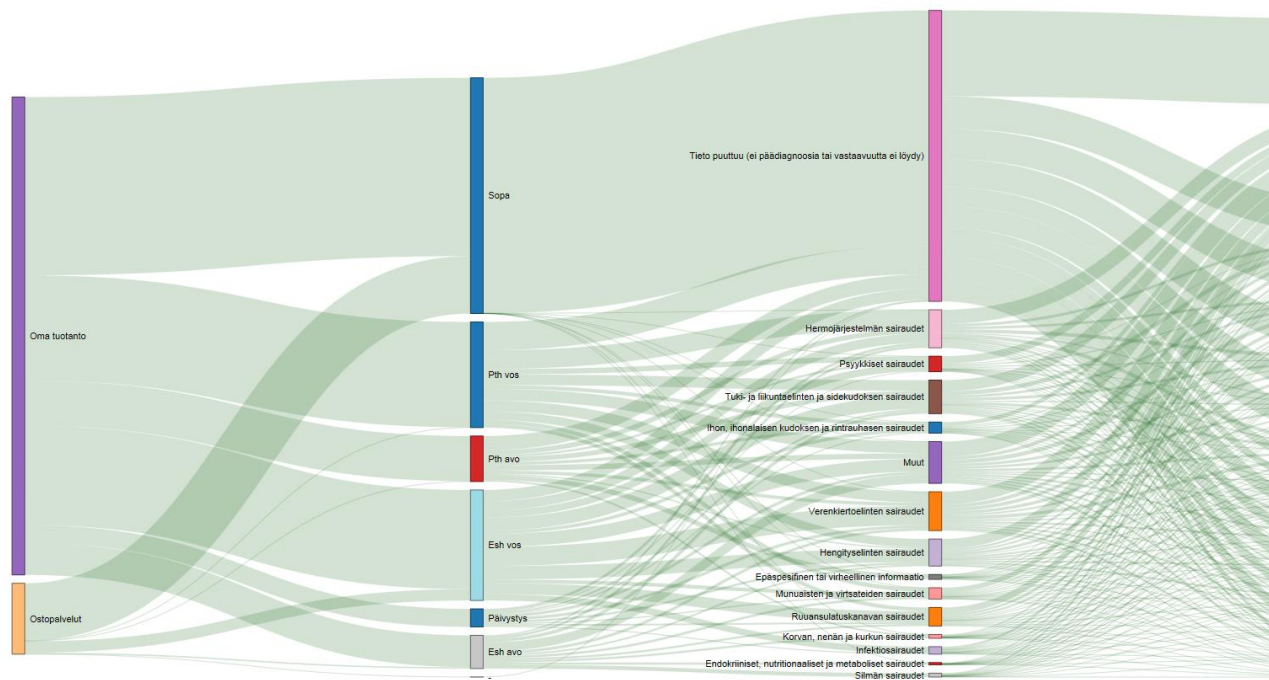 Oma tuotanto
Ostopalvelut
Sopa
Pth vos
Pth avo
Esh vos
Päivystys
Esh avo
Tieto puuttuu (ei päädiagnoosia tai vastaavuutta ei löydy)
Hermojärjestelmän sairaudet
Psyykkiset sairaudet
Tuki- ja liikuntaelinten ja sidekudoksen sairaudet
Ihon, ihonalaisen kudoksen ja rintrauhasen sairaudet
Muut
Verenkiertoelinten sairaudet
Hengityselinten sairaudet
Epäspesifinen tai virheellinen informaatio
Munuaisten ja virtsateiden sairaudet
Ruuansulatuskanavan sairaudet
Korvan, nenän ja kurkun sairaudet
Infektiosairaudet
Endokriiniset, nutritionaaliset ja metaboliset sairaudet
Silmän sairaudet